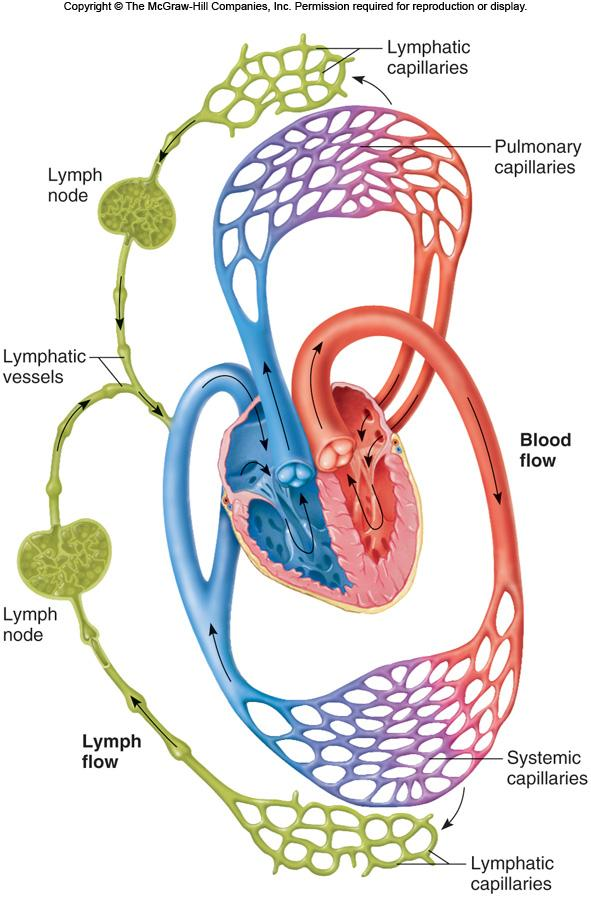 Copyright © The McGraw-Hill Companies, Inc. Permission required for reproduction or display.
Lymphatic
capillaries
Pulmonary
capillaries
Lymph
node
Lymphatic
vessels
Blood
flow
Lymph
node
Lymph
flow
Systemic
capillaries
Lymphatic
capillaries